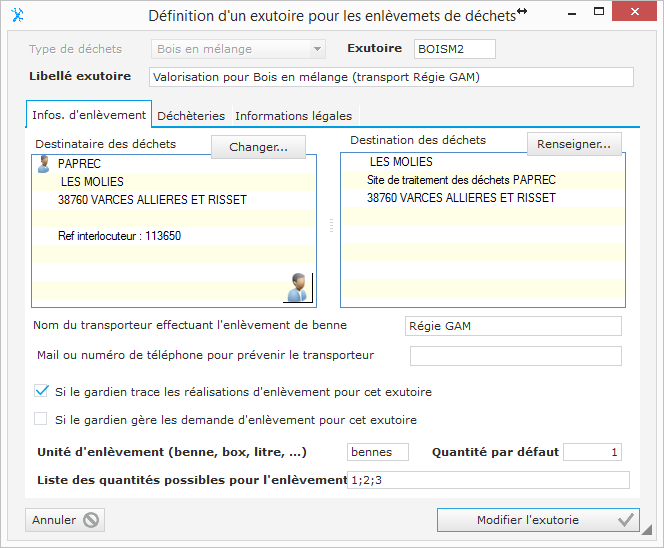 Définition d'un exutoire pour les enlèvemets de déchets
Type de déchets Bois en mélange Exutoire BOISM2
Libellé exutoire Valorisation pour Bois en mélange (transport Régie GAM)
Infos. d'enlèvement Déchèteries Informations légales
Destinataire des déchets Changer... Destination des déchets Renseigner...
PAPREC
LES MOLIES
38760 VARCES ALLIERES ET RISSET
Ref interlocuteur : 113650
LES MOLIES
Site de traitement des déchets PAPREC
38760 VARCES ALLIERES ET RISSET
Nom du transporteur effectuant l'enlèvement de benne Régie GAM
Mail ou numéro de téléphone pour prévenir le transporteur
Si le gardien trace les réalisations d'enlèvement pour cet exutoire
Si le gardien gère les demande d'enlèvement pour cet exutoire
Unité d'enlèvement (benne, box, litre, ...) bennes Quantité par défaut 1
Liste des quantités possibles pour l'enlèvement 1;2;3
Annuler Modifier l'exutorie